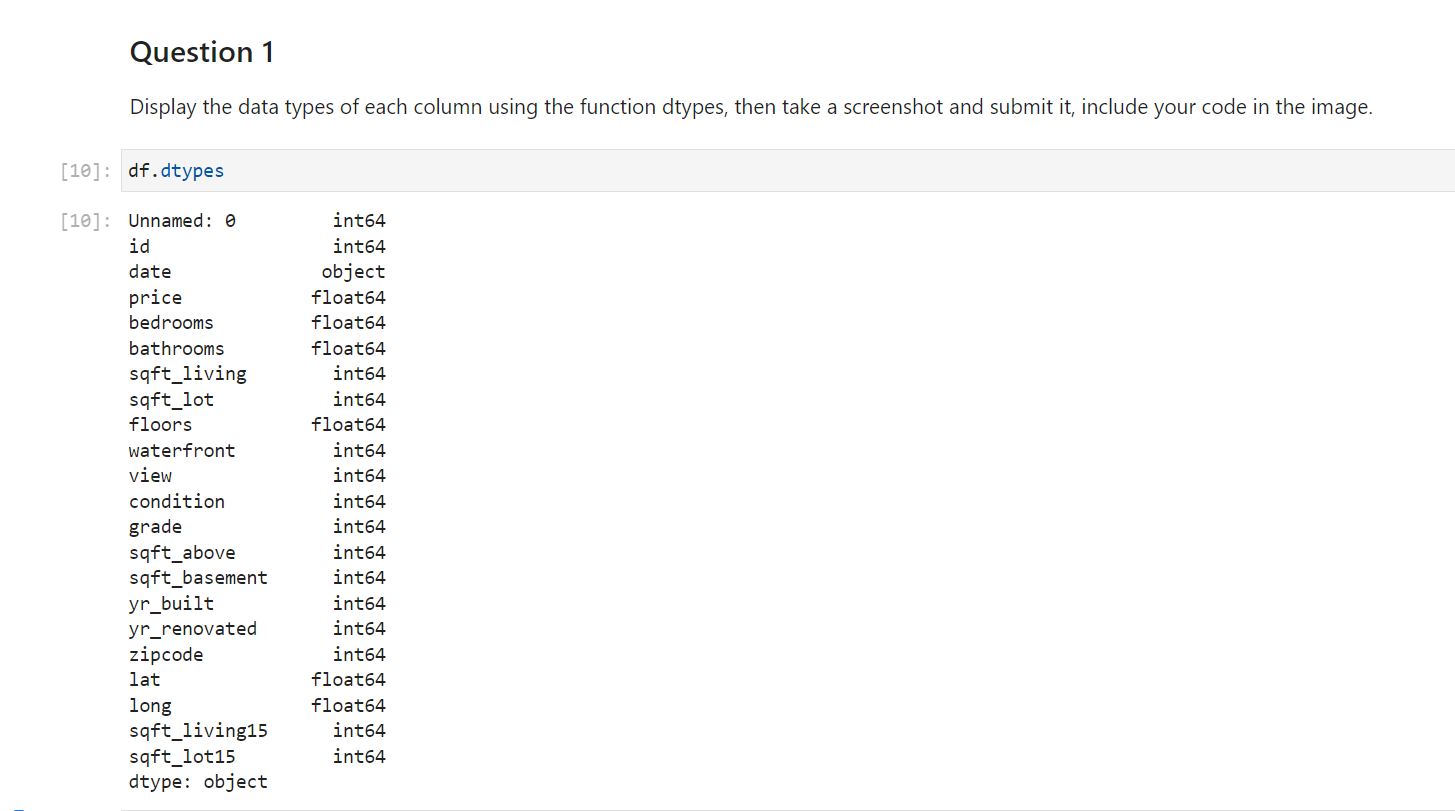 Question 1
Display the data types of each column using the function dtypes, then take a screenshot and submit it, include your code in the image.
[10]: df.dtypes
[10]: Unnamed: 0 int64
id int64
date object
price float64
bedrooms float64
bathrooms float64
sqft_living int64
sqft_lot int64
floors float64
waterfront int64
view int64
condition int64
grade int64
sqft_above int64
sqft_basement int64
yr_built int64
yr_renovated int64
zipcode int64
lat float64
long float64
sqft_living15 int64
sqft_lot15 int64
dtype: object